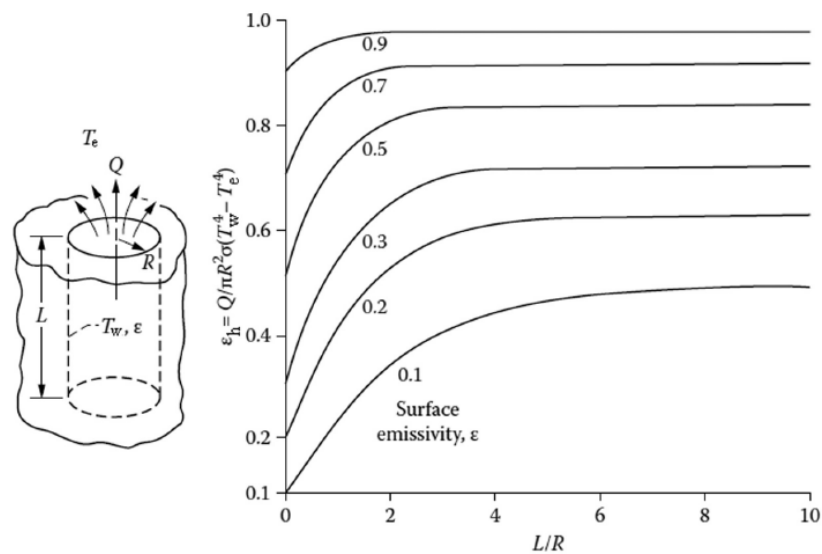 Tₑ
Q
R
L
T_w, ε
εₕ = Q/πR²σ(T_w⁴ – Tₑ⁴)
1.0
0.8
0.6
0.4
0.2
0.1
0.9
0.7
0.5
0.3
0.2
0.1
Surface
emissivity, ε
0
2
4
6
8
10
L/R